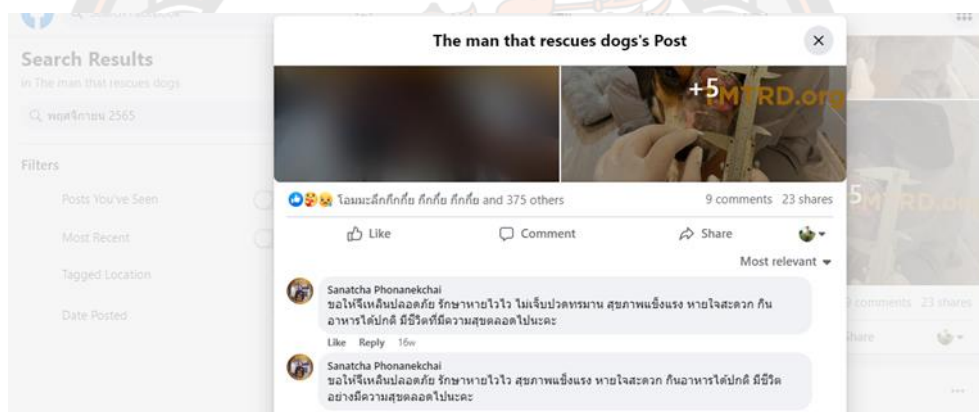 The man that rescues dogs's Post
Search Results
in The man that rescues dogs
พฤศจิกายน 2565
Filters
Posts You've Seen
Most Recent
Tagged Location
Date Posted
+5
TMTRD.org
โอมมะลึกกึกกึ๋ย กึกกึ๋ย กึกกึ๋ย and 375 others
9 comments 23 shares
Like Comment Share
Most relevant
Sanatcha Phonanekchai
ขอให้จีเหลินปลอดภัย รักษาหายไวไว ไม่เจ็บปวดทรมาน สุขภาพแข็งแรง หายใจสะดวก กิน
อาหารได้ปกติ มีชีวิตที่มีความสุขตลอดไปนะคะ
Like Reply 16w
Sanatcha Phonanekchai
ขอให้จีเหลินปลอดภัย รักษาหายไวไว สุขภาพแข็งแรง หายใจสะดวก กินอาหารได้ปกติ มีชีวิต
อย่างมีความสุขตลอดไปนะคะ
comments 23 shares